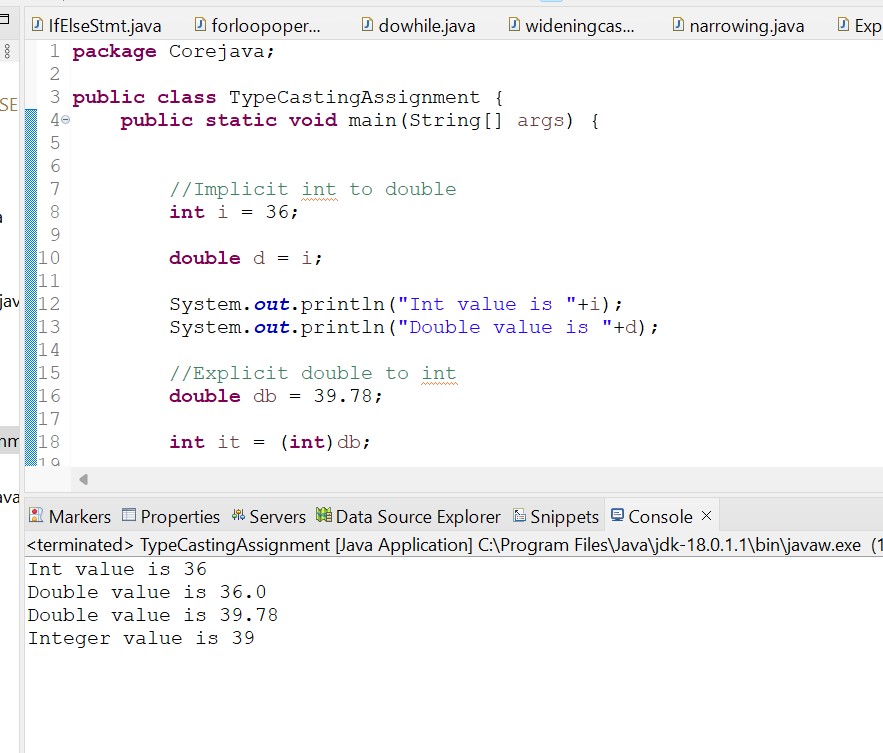 IfElseStmt.java forloopoper... dowhile.java wideningcas... narrowing.java Exp
1 package Corejava;
2
3 public class TypeCastingAssignment {
4 public static void main(String[] args) {
5
6
7 //Implicit int to double
8 int i = 36;
9
10 double d = i;
11
12 System.out.println("Int value is "+i);
13 System.out.println("Double value is "+d);
14
15 //Explicit double to int
16 double db = 39.78;
17
18 int it = (int)db;
19
SE
jav
ava
Markers Properties Servers Data Source Explorer Snippets Console
<terminated> TypeCastingAssignment [Java Application] C:\Program Files\Java\jdk-18.0.1.1\bin\javaw.exe (1
Int value is 36
Double value is 36.0
Double value is 39.78
Integer value is 39